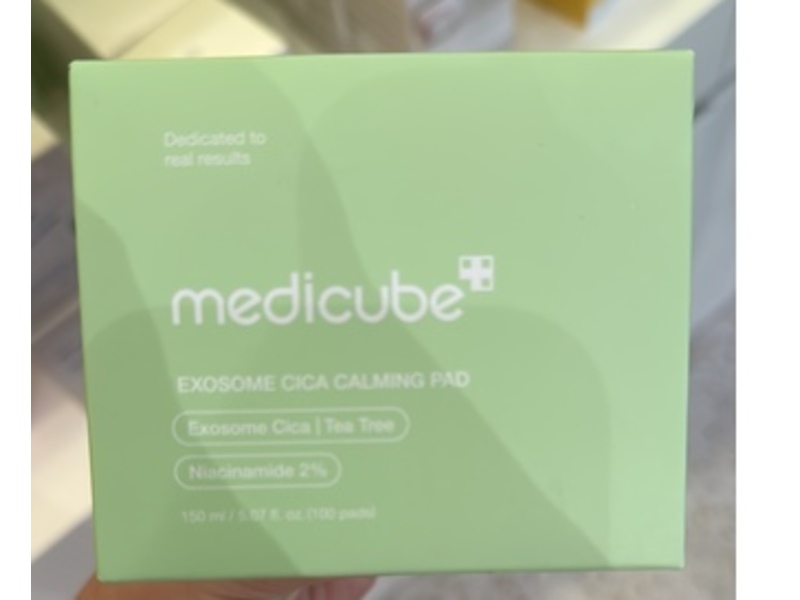 Dedicated to
real results
medicube
EXOSOME CICA CALMING PAD
Exosome Cica | Tea Tree
Niacinamide 2%
150 ml / 5.07 fl. oz. (100 pads)